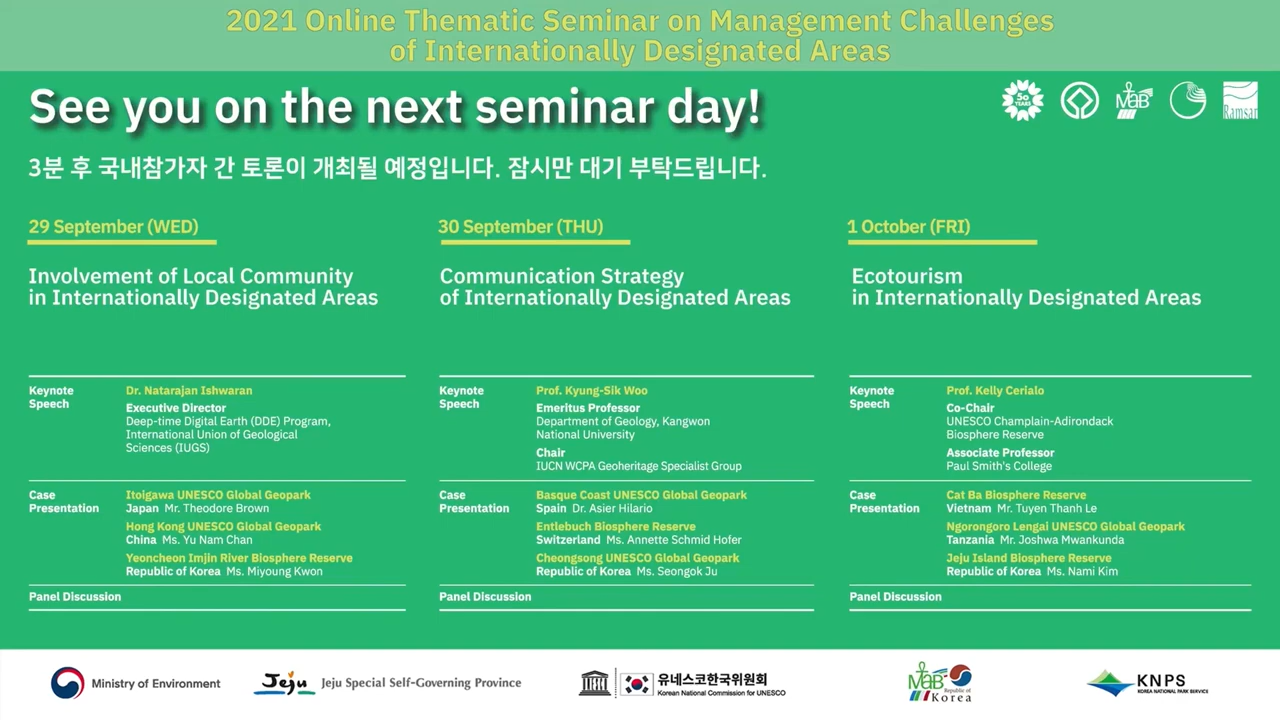 2021 Online Thematic Seminar on Management Challenges
of Internationally Designated Areas
See you on the next seminar day!
50
YEARS
MaB
Ramsar
3분 후 국내참가자 간 토론이 개최될 예정입니다. 잠시만 대기 부탁드립니다.
29 September (WED)
Involvement of Local Community
in Internationally Designated Areas
Keynote
Speech
Dr. Natarajan Ishwaran
Executive Director
Deep-time Digital Earth (DDE) Program,
International Union of Geological
Sciences (IUGS)
Case
Presentation
Itoigawa UNESCO Global Geopark
Japan Mr. Theodore Brown
Hong Kong UNESCO Global Geopark
China Ms. Yu Nam Chan
Yeoncheon Imjin River Biosphere Reserve
Republic of Korea Ms. Miyoung Kwon
Panel Discussion
30 September (THU)
Communication Strategy
of Internationally Designated Areas
Keynote
Speech
Prof. Kyung-Sik Woo
Emeritus Professor
Department of Geology, Kangwon
National University
Chair
IUCN WCPA Geoheritage Specialist Group
Case
Presentation
Basque Coast UNESCO Global Geopark
Spain Dr. Asier Hilario
Entlebuch Biosphere Reserve
Switzerland Ms. Annette Schmid Hofer
Cheongsong UNESCO Global Geopark
Republic of Korea Ms. Seongok Ju
Panel Discussion
1 October (FRI)
Ecotourism
in Internationally Designated Areas
Keynote
Speech
Prof. Kelly Cerialo
Co-Chair
UNESCO Champlain-Adirondack
Biosphere Reserve
Associate Professor
Paul Smith's College
Case
Presentation
Cat Ba Biosphere Reserve
Vietnam Mr. Tuyen Thanh Le
Ngorongoro Lengai UNESCO Global Geopark
Tanzania Mr. Joshwa Mwankunda
Jeju Island Biosphere Reserve
Republic of Korea Ms. Nami Kim
Panel Discussion
Ministry of Environment
Jeju Jeju Special Self-Governing Province
유네스코한국위원회
Korean National Commission for UNESCO
MaB
Republic of
Korea
KNPS
KOREA NATIONAL PARK SERVICE